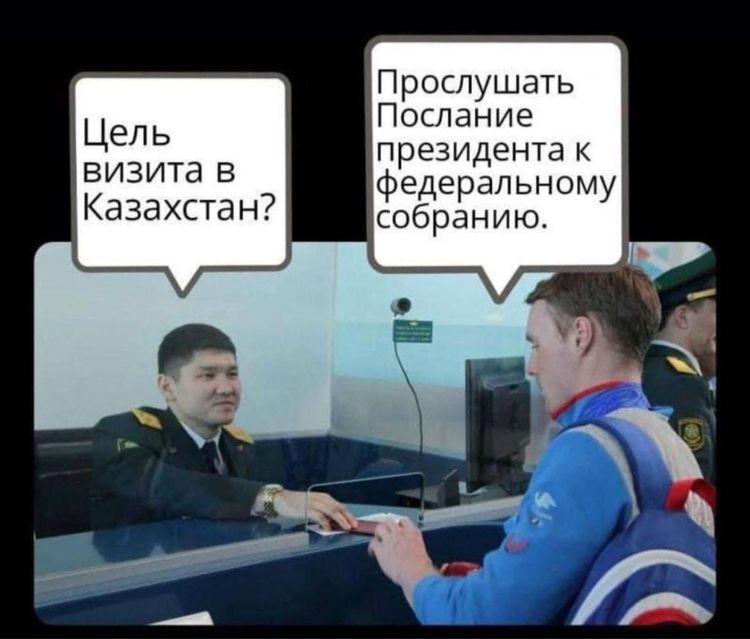 Цель
визита в
Казахстан?
Прослушать
Послание
президента к
федеральному
собранию.